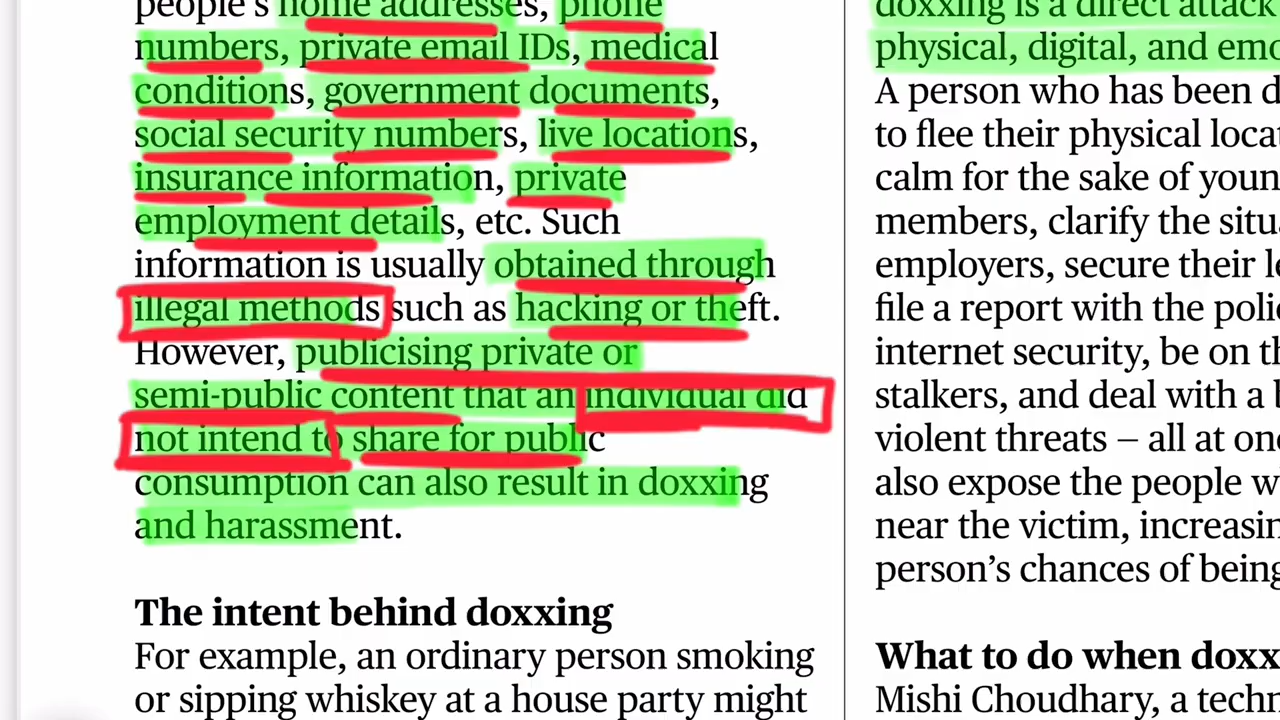 people's home addresses, phone
numbers, private email IDs, medical
conditions, government documents,
social security numbers, live locations,
insurance information, private
employment details, etc. Such
information is usually obtained through
illegal methods such as hacking or theft.
However, publicising private or
semi-public content that an individual did
not intend to share for public
consumption can also result in doxxing
and harassment.
The intent behind doxxing
For example, an ordinary person smoking
or sipping whiskey at a house party might
doxxing is a direct attack
physical, digital, and emo
A person who has been d
to flee their physical loca
calm for the sake of youn
members, clarify the situa
employers, secure their le
file a report with the polic
internet security, be on th
stalkers, and deal with a b
violent threats – all at on
also expose the people w
near the victim, increasin
person's chances of being
What to do when doxx
Mishi Choudhary, a techn